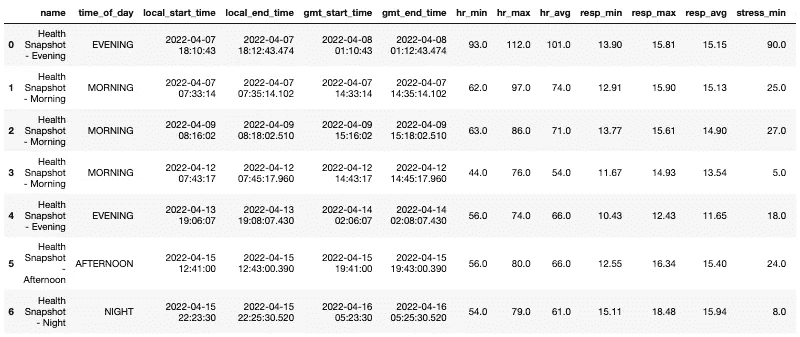 name time_of_day local_start_time local_end_time gmt_start_time gmt_end_time hr_min hr_max hr_avg resp_min resp_max resp_avg stress_min
0 Health Snapshot - Evening EVENING 2022-04-07 18:10:43 2022-04-07 18:12:43.474 2022-04-08 01:10:43 2022-04-08 01:12:43.474 93.0 112.0 101.0 13.90 15.81 15.15 90.0
1 Health Snapshot - Morning MORNING 2022-04-07 07:33:14 2022-04-07 07:35:14.102 2022-04-07 14:33:14 2022-04-07 14:35:14.102 62.0 97.0 74.0 12.91 15.90 15.13 25.0
2 Health Snapshot - Morning MORNING 2022-04-09 08:16:02 2022-04-09 08:18:02.510 2022-04-09 15:16:02 2022-04-09 15:18:02.510 63.0 86.0 71.0 13.77 15.61 14.90 27.0
3 Health Snapshot - Morning MORNING 2022-04-12 07:43:17 2022-04-12 07:45:17.960 2022-04-12 14:43:17 2022-04-12 14:45:17.960 44.0 76.0 54.0 11.67 14.93 13.54 5.0
4 Health Snapshot - Evening EVENING 2022-04-13 19:06:07 2022-04-13 19:08:07.430 2022-04-14 02:06:07 2022-04-14 02:08:07.430 56.0 74.0 66.0 10.43 12.43 11.65 18.0
5 Health Snapshot - Afternoon AFTERNOON 2022-04-15 12:41:00 2022-04-15 12:43:00.390 2022-04-15 19:41:00 2022-04-15 19:43:00.390 56.0 80.0 66.0 12.55 16.34 15.40 24.0
6 Health Snapshot - Night NIGHT 2022-04-15 22:23:30 2022-04-15 22:25:30.520 2022-04-16 05:23:30 2022-04-16 05:25:30.520 54.0 79.0 61.0 15.11 18.48 15.94 8.0